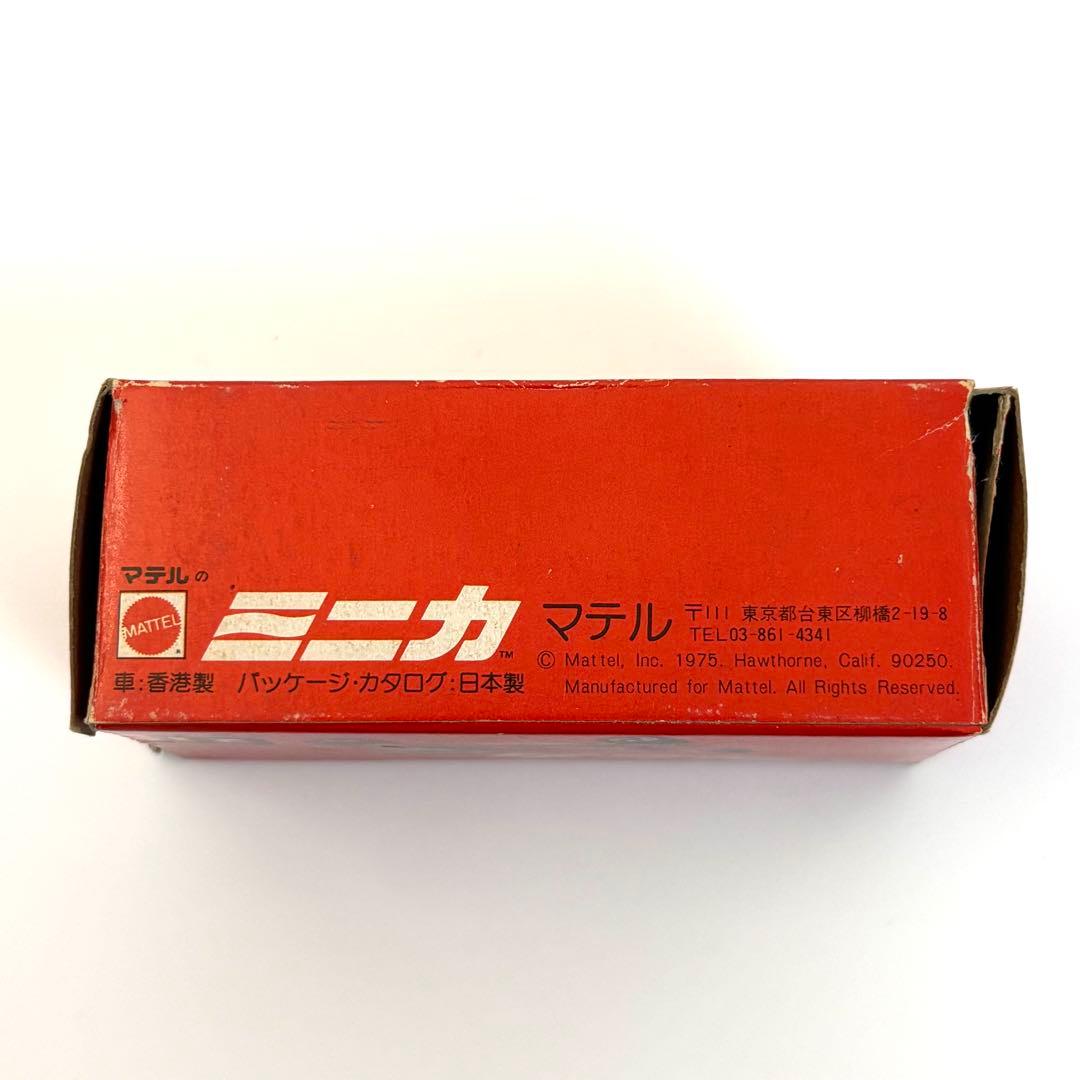 マテルの
MATTEL
ミニカ™
車:香港製 パッケージ・カタログ:日本製
マテル 〒111 東京都台東区柳橋2-19-8
TEL03-861-4341
© Mattel, Inc. 1975. Hawthorne, Calif. 90250.
Manufactured for Mattel. All Rights Reserved.